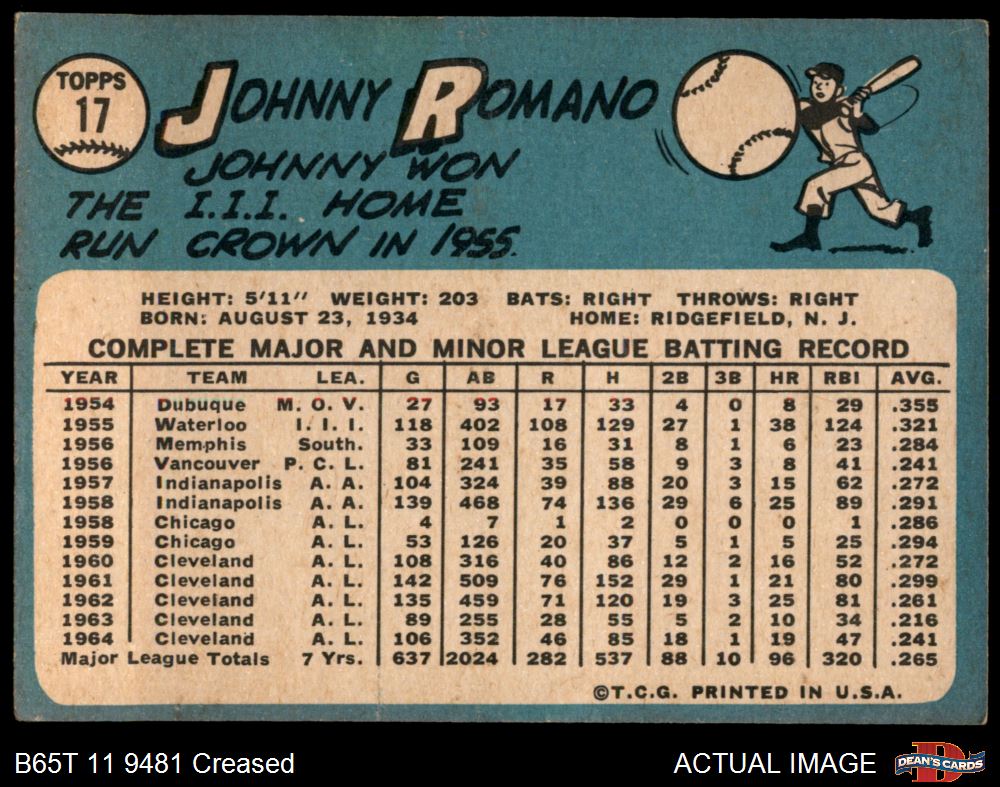 TOPPS
17
JOHNNY ROMANO
JOHNNY WON
THE I.I.I. HOME
RUN CROWN IN 1955.
HEIGHT: 5'11" WEIGHT: 203 BATS: RIGHT THROWS: RIGHT
BORN: AUGUST 23, 1934 HOME: RIDGEFIELD, N. J.
COMPLETE MAJOR AND MINOR LEAGUE BATTING RECORD
YEAR TEAM LEA. G AB R H 2B 3B HR RBI AVG.
1954 Dubuque M. O. V. 27 93 17 33 4 0 8 29 .355
1955 Waterloo I. I. I. 118 402 108 129 27 1 38 124 .321
1956 Memphis South. 33 109 16 31 8 1 6 23 .284
1956 Vancouver P. C. L. 81 241 35 58 9 3 8 41 .241
1957 Indianapolis A. A. 104 324 39 88 20 3 15 62 .272
1958 Indianapolis A. A. 139 468 74 136 29 6 25 89 .291
1958 Chicago A. L. 4 7 1 2 0 0 0 1 .286
1959 Chicago A. L. 53 126 20 37 5 1 5 25 .294
1960 Cleveland A. L. 108 316 40 86 12 2 16 52 .272
1961 Cleveland A. L. 142 509 76 152 29 1 21 80 .299
1962 Cleveland A. L. 135 459 71 120 19 3 25 81 .261
1963 Cleveland A. L. 89 255 28 55 5 2 10 34 .216
1964 Cleveland A. L. 106 352 46 85 18 1 19 47 .241
Major League Totals 7 Yrs. 637 2024 282 537 88 10 96 320 .265
©T.C.G. PRINTED IN U.S.A.
B65T 11 9481 Creased ACTUAL IMAGE
D
DEAN'S CARDS